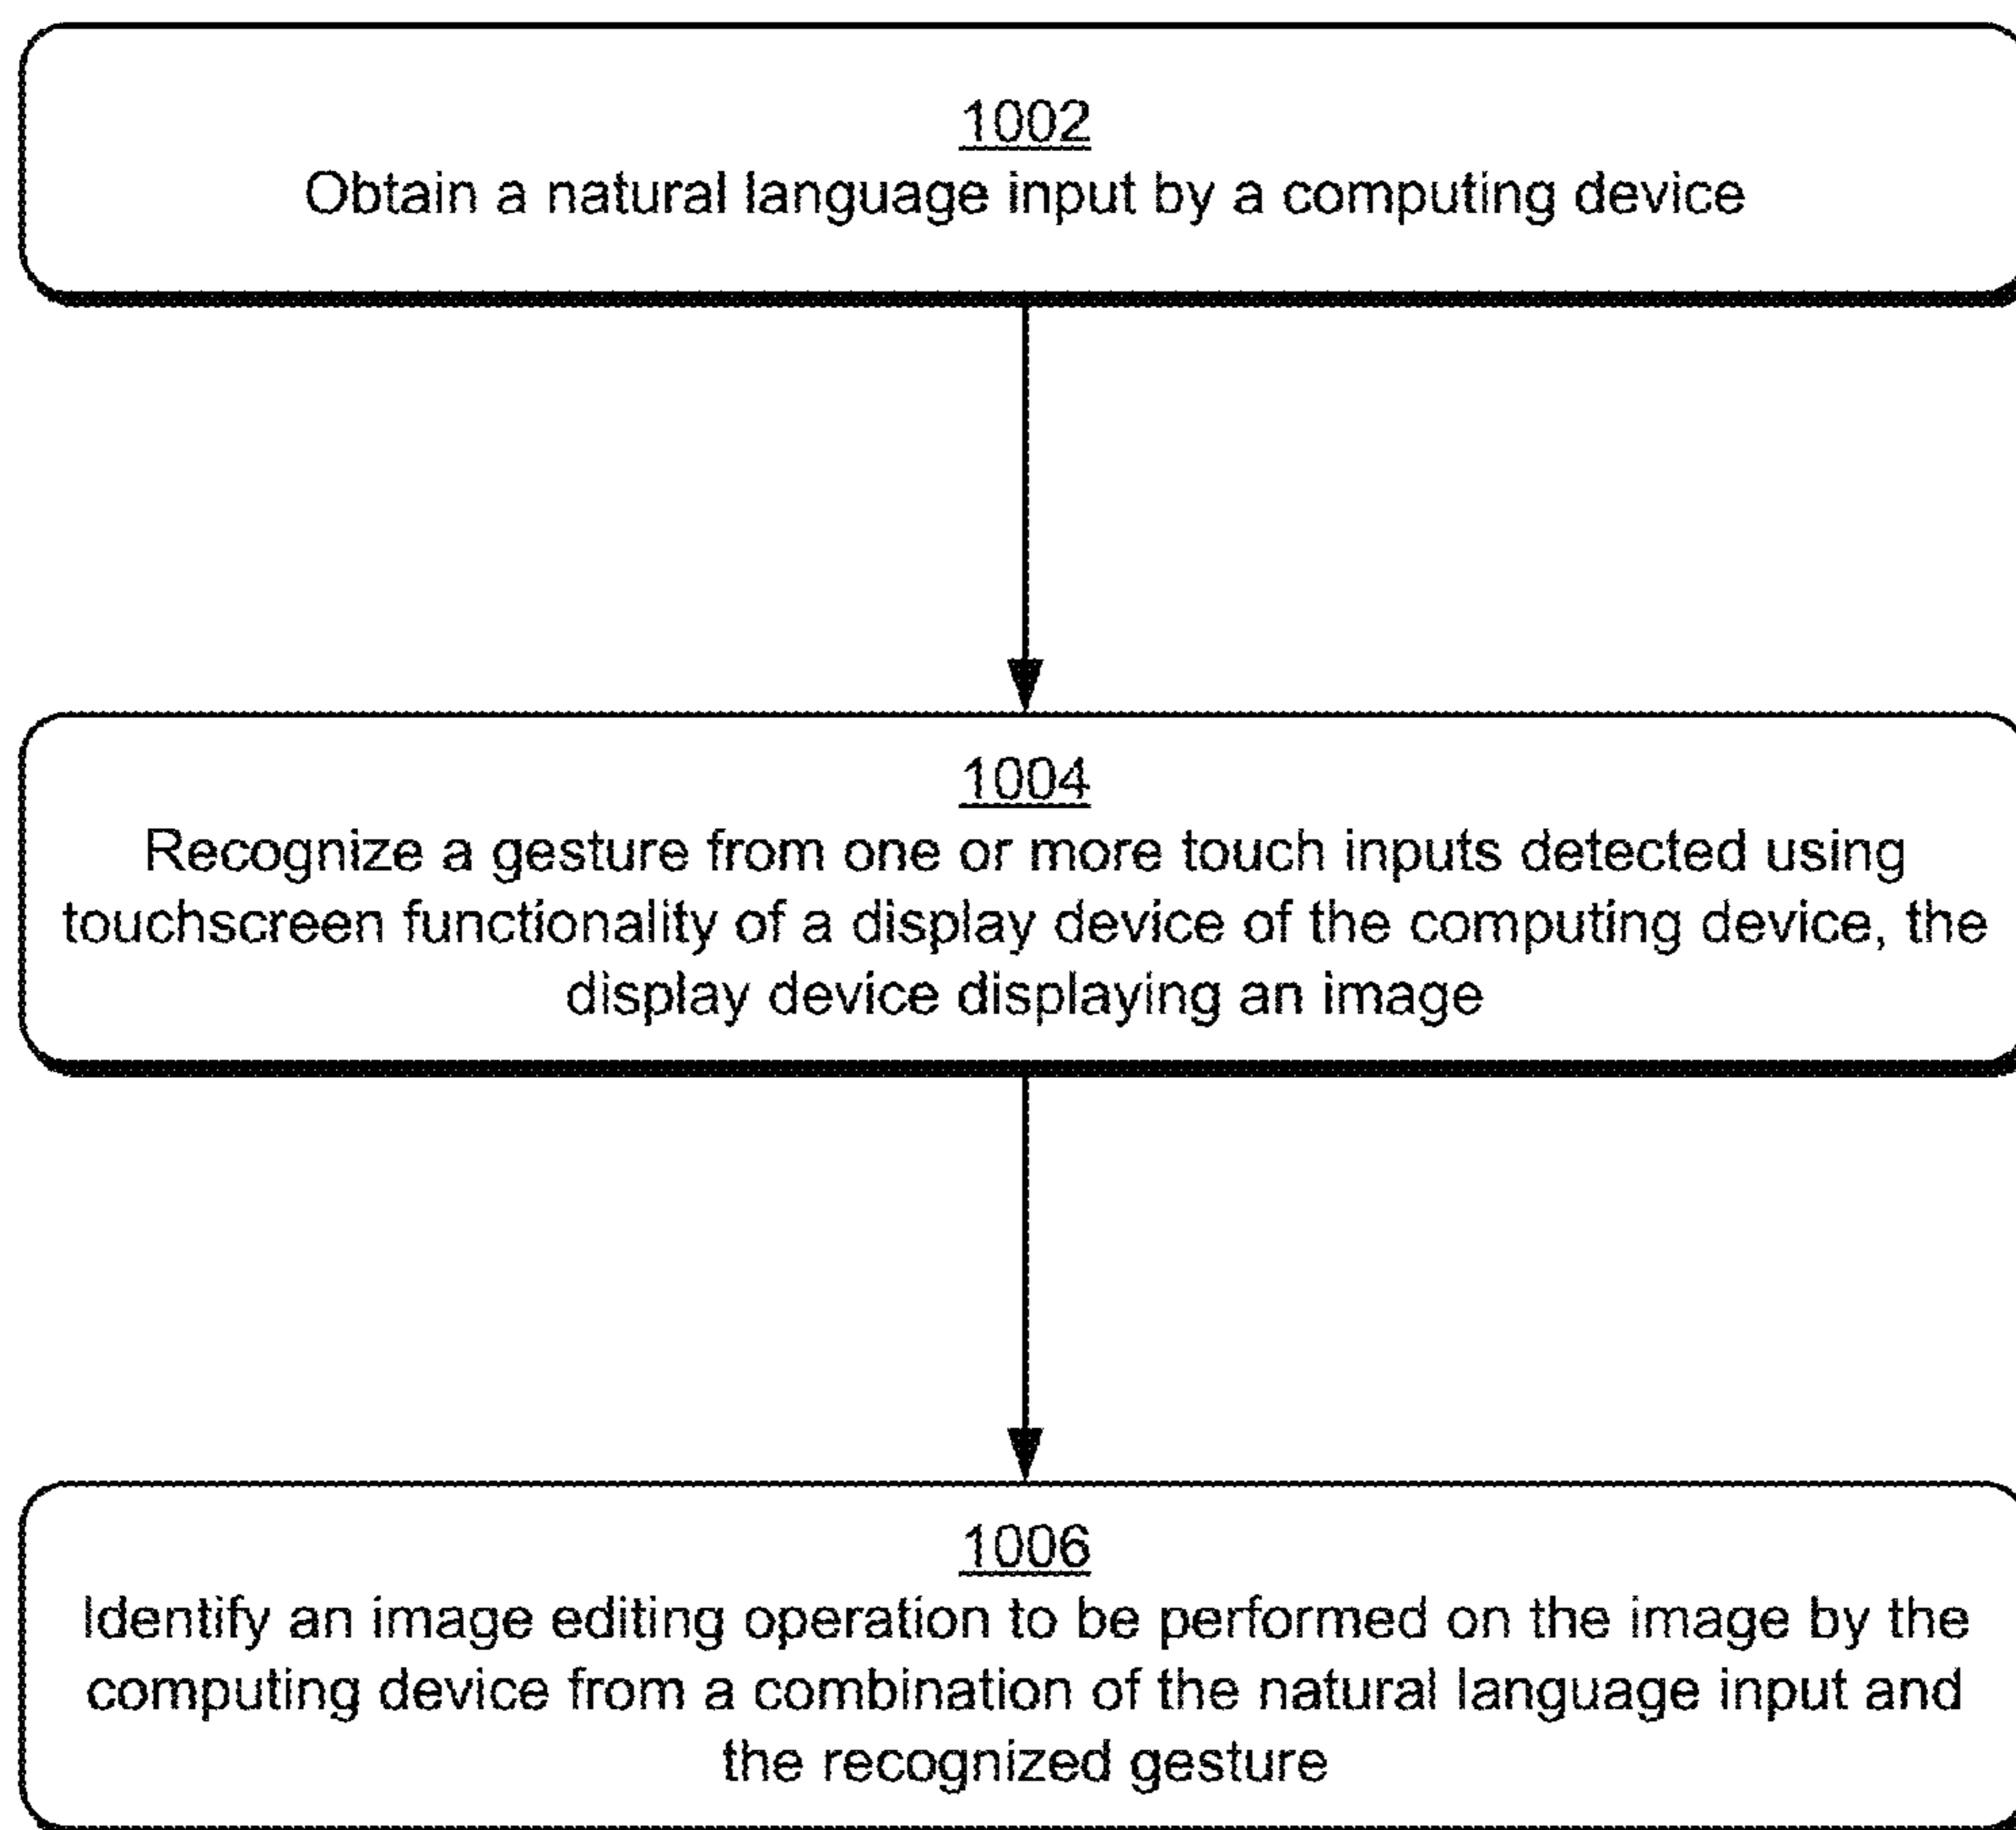 1002
Obtain a natural language input by a computing device
1004
Recognize a gesture from one or more touch inputs detected using
touchscreen functionality of a display device of the computing device, the
display device displaying an image
1006
Identify an image editing operation to be performed on the image by the
computing device from a combination of the natural language input and
the recognized gesture